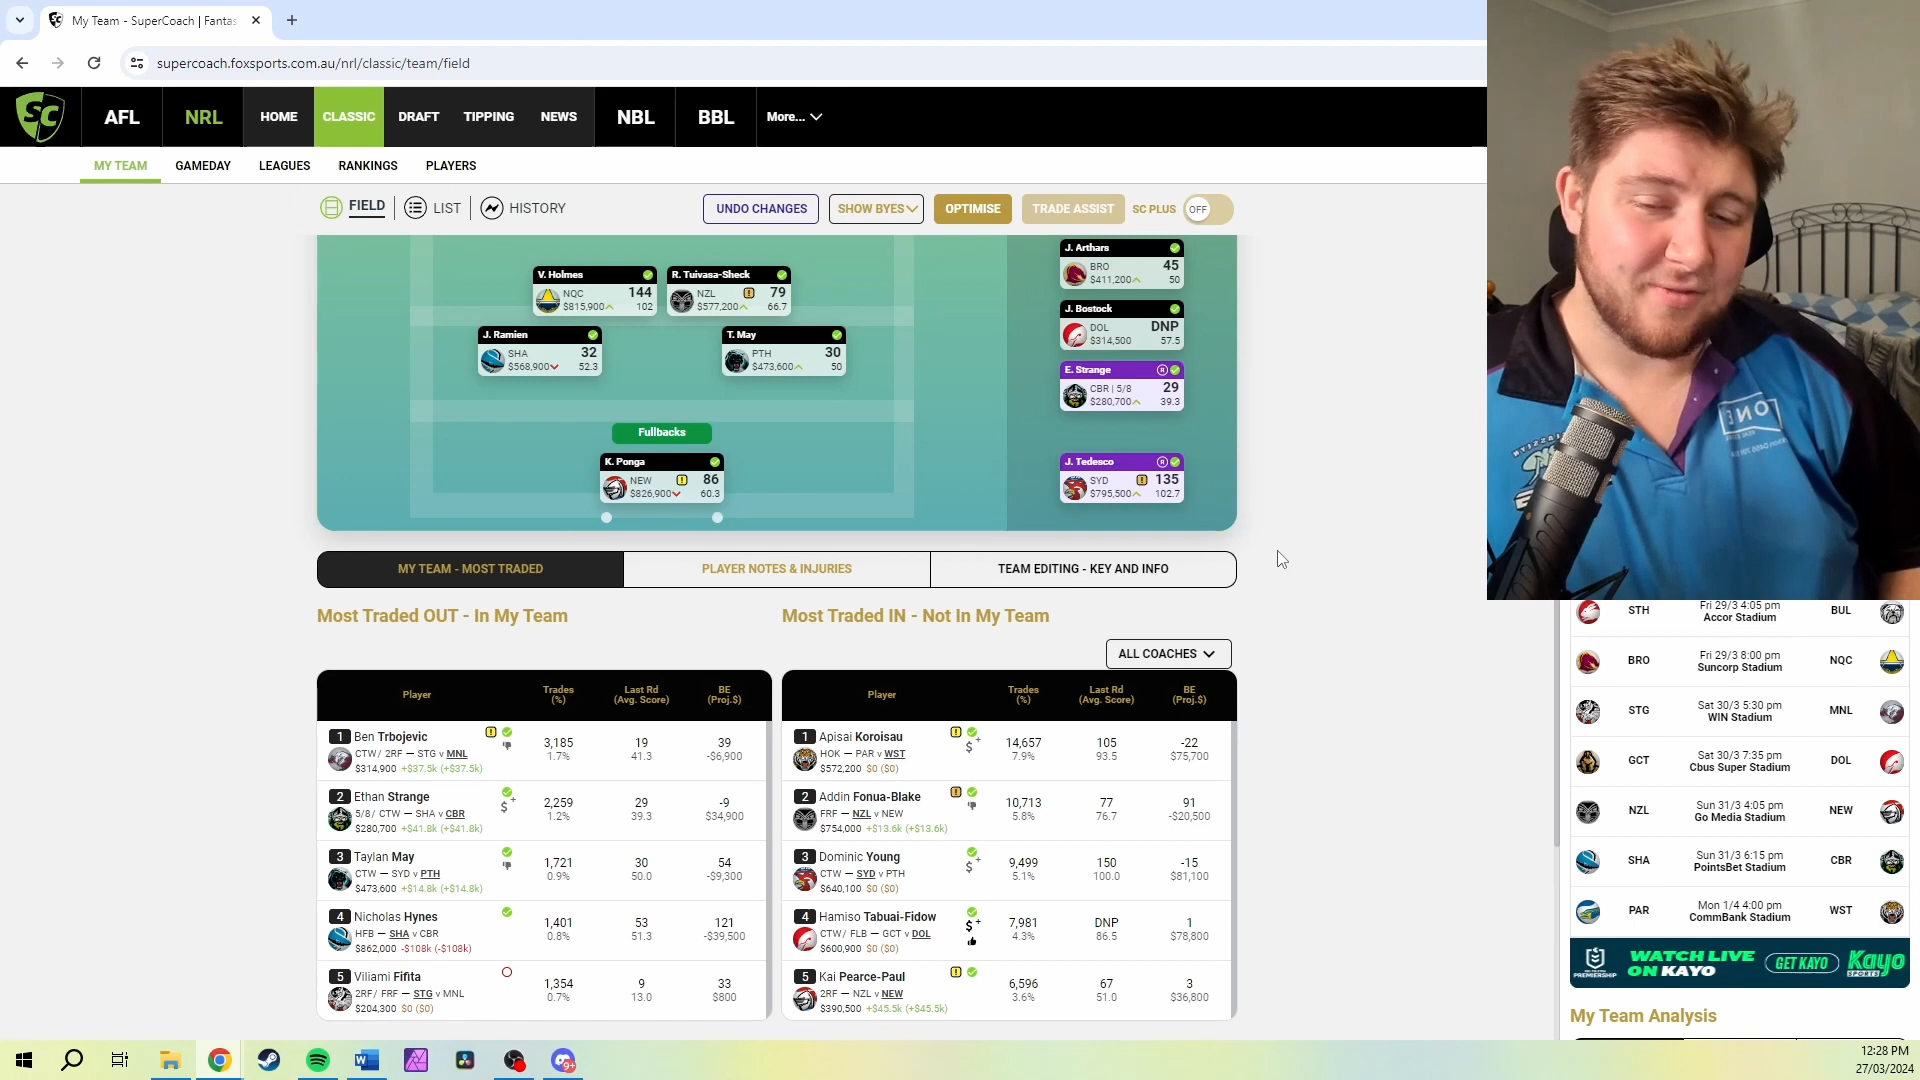 My Team - SuperCoach | Fantas
supercoach.foxsports.com.au/nrl/classic/team/field
SC AFL NRL HOME CLASSIC DRAFT TIPPING NEWS NBL BBL More...
MY TEAM GAMEDAY LEAGUES RANKINGS PLAYERS
FIELD LIST HISTORY UNDO CHANGES SHOW BYES OPTIMISE TRADE ASSIST SC PLUS OFF
J. Arthars
BRO 45
$411,200 50
V. Holmes
NQC 144
$815,900 102
R. Tuivasa-Sheck
NZL 79
$577,200 66.7
J. Bostock
DOL DNP
$314,500 57.5
J. Ramien
SHA 32
$568,900 52.3
T. May
PTH 30
$473,600 50
E. Strange R
CBR | 5/8 29
$280,700 39.3
Fullbacks
K. Ponga
NEW 86
$826,900 60.3
J. Tedesco R
SYD 135
$795,500 102.7
MY TEAM - MOST TRADED PLAYER NOTES & INJURIES TEAM EDITING - KEY AND INFO
Most Traded OUT - In My Team
Most Traded IN - Not In My Team
ALL COACHES
Player Trades (%) Last Rd (Avg. Score) BE (Proj.$)
1 Ben Trbojevic 3,185 19 39
CTW/ 2RF — STG v MNL 1.7% 41.3 -$6,900
$314,900 +$37.5k (+$37.5k)
2 Ethan Strange 2,259 29 -9
5/8/ CTW — SHA v CBR 1.2% 39.3 $34,900
$280,700 +$41.8k (+$41.8k)
3 Taylan May 1,721 30 54
CTW — SYD v PTH 0.9% 50.0 -$9,300
$473,600 +$14.8k (+$14.8k)
4 Nicholas Hynes 1,401 53 121
HFB — SHA v CBR 0.8% 51.3 -$39,500
$862,000 -$108k (-$108k)
5 Viliami Fifita 1,354 9 33
2RF/ FRF — STG v MNL 0.7% 13.0 $800
$204,300 $0 ($0)
Player Trades (%) Last Rd (Avg. Score) BE (Proj.$)
1 Apisai Koroisau 14,657 105 -22
HOK — PAR v WST 7.9% 93.5 $75,700
$572,200 $0 ($0)
2 Addin Fonua-Blake 10,713 77 91
FRF — NZL v NEW 5.8% 76.7 -$20,500
$754,000 +$13.6k (+$13.6k)
3 Dominic Young 9,499 150 -15
CTW — SYD v PTH 5.1% 100.0 $81,100
$640,100 $0 ($0)
4 Hamiso Tabuai-Fidow 7,981 DNP 1
CTW/ FLB — GCT v DOL 4.3% 86.5 $78,800
$600,900 $0 ($0)
5 Kai Pearce-Paul 6,596 67 3
2RF — NZL v NEW 3.6% 51.0 $36,800
$390,500 +$45.5k (+$45.5k)
ONE
STH Fri 29/3 4:05 pm BUL
Accor Stadium
BRO Fri 29/3 8:00 pm NQC
Suncorp Stadium
STG Sat 30/3 5:30 pm MNL
WIN Stadium
GCT Sat 30/3 7:35 pm DOL
Cbus Super Stadium
NZL Sun 31/3 4:05 pm NEW
Go Media Stadium
SHA Sun 31/3 6:15 pm CBR
PointsBet Stadium
PAR Mon 1/4 4:00 pm WST
CommBank Stadium
WATCH LIVE
ON KAYO
GET KAYO
Kayo
SPORTS
My Team Analysis
9+
12:28 PM
27/03/2024